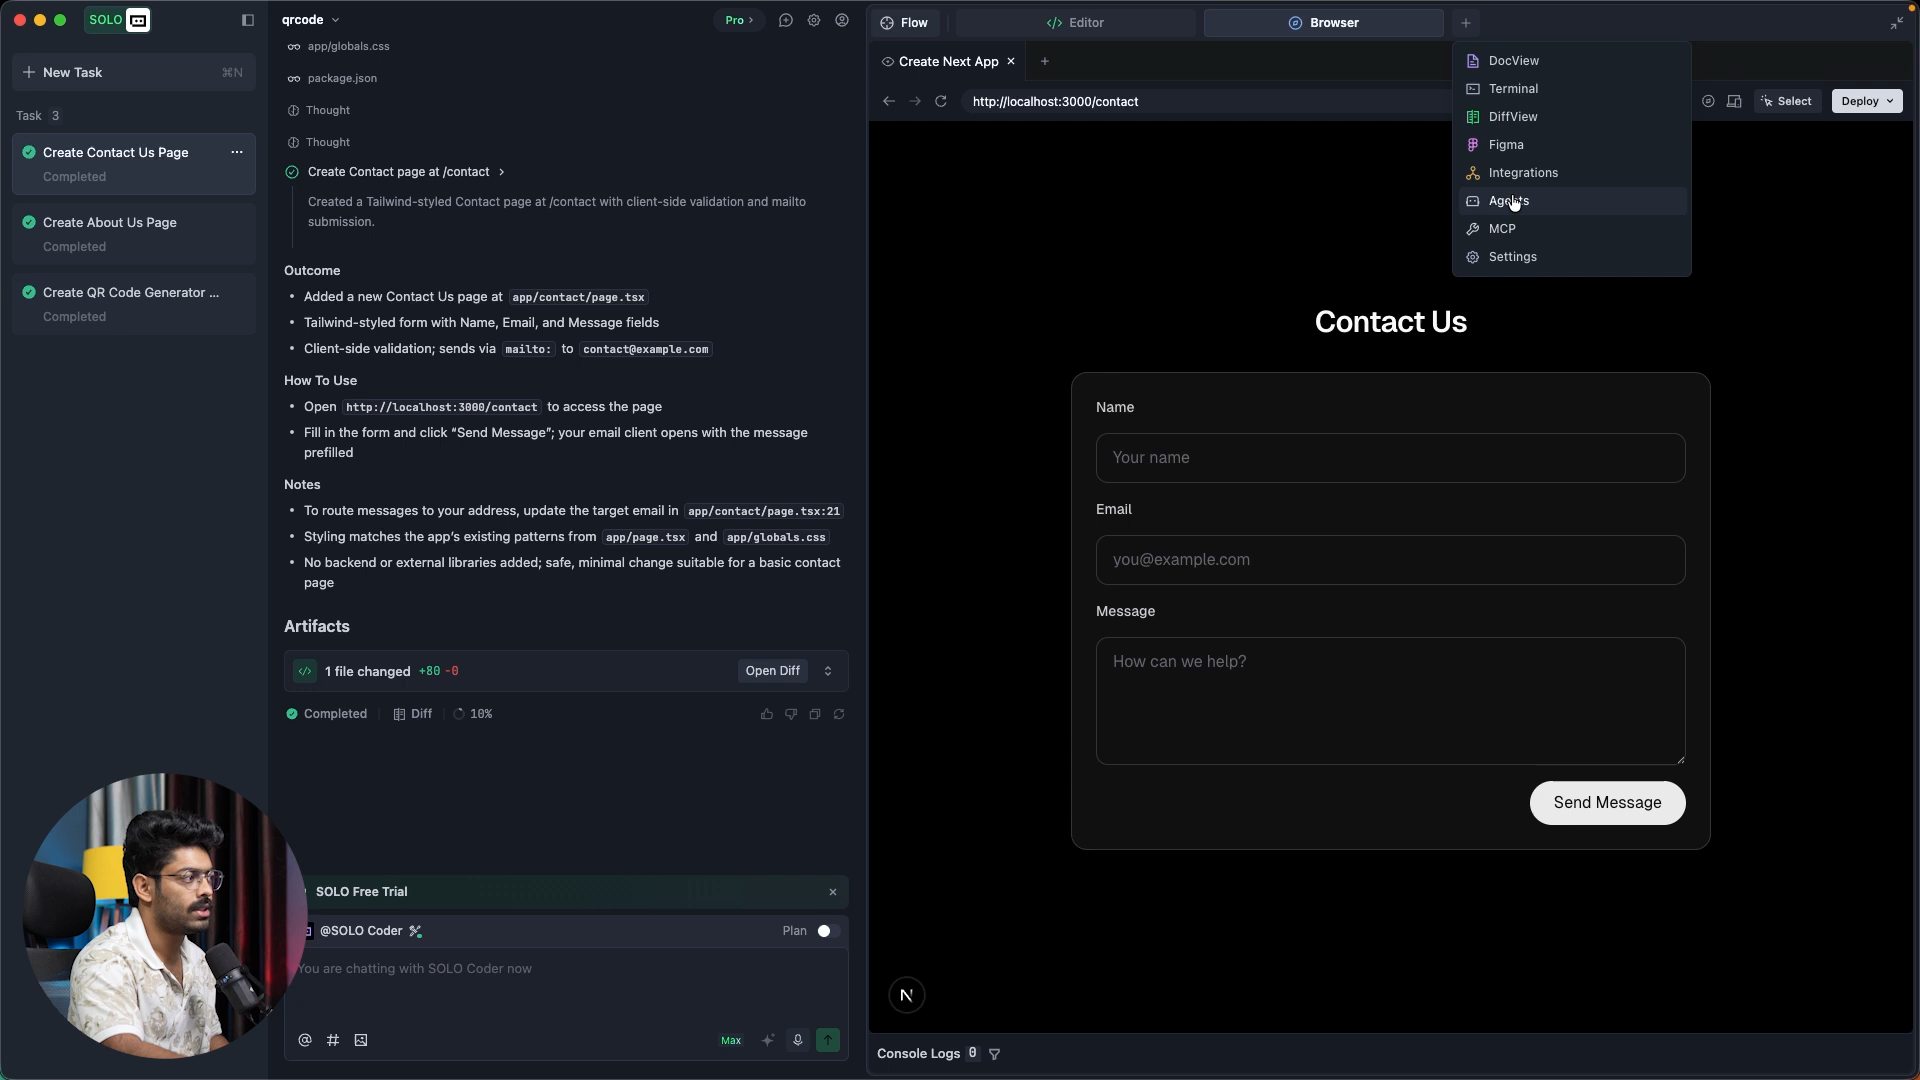 SOLO
New Task
⌘N
Task 3
Create Contact Us Page
Completed
Create About Us Page
Completed
Create QR Code Generator ...
Completed
qrcode
Pro
app/globals.css
package.json
Thought
Thought
Create Contact page at /contact
Created a Tailwind-styled Contact page at /contact with client-side validation and mailto
submission.
Outcome
• Added a new Contact Us page at app/contact/page.tsx
• Tailwind-styled form with Name, Email, and Message fields
• Client-side validation; sends via mailto: to contact@example.com
How To Use
• Open http://localhost:3000/contact to access the page
• Fill in the form and click “Send Message”; your email client opens with the message
prefilled
Notes
• To route messages to your address, update the target email in app/contact/page.tsx:21
• Styling matches the app’s existing patterns from app/page.tsx and app/globals.css
• No backend or external libraries added; safe, minimal change suitable for a basic contact
page
Artifacts
1 file changed +80 -0
Open Diff
Completed
Diff
10%
SOLO Free Trial
@SOLO Coder
Plan
You are chatting with SOLO Coder now
Max
Flow
Editor
Browser
Create Next App
http://localhost:3000/contact
Select
Deploy
DocView
Terminal
DiffView
Figma
Integrations
Agents
MCP
Settings
Contact Us
Name
Your name
Email
you@example.com
Message
How can we help?
Send Message
N
Console Logs 0